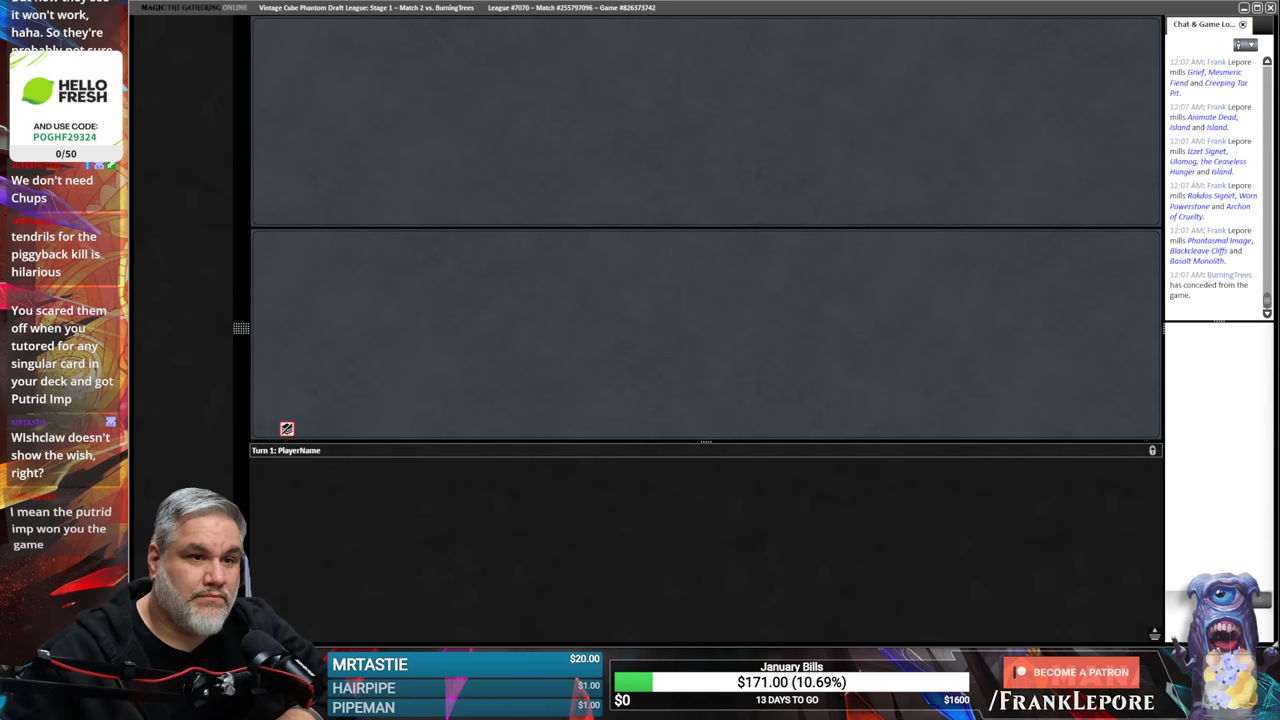 MAGIC THE GATHERING ONLINE Vintage Cube Phantom Draft League: Stage 1 – Match 2 vs. BurningTrees League #7070 – Match #255797096 – Game #826373742
it won't work,
haha. So they're
probably not sure
HELLO
FRESH
AND USE CODE:
POGHF29324
0/50
We don't need
Chups
tendrils for the
piggyback kill is
hilarious
You scared them
off when you
tutored for any
singular card in
your deck and got
Putrid Imp
MRTASTIE
WIshclaw doesn't
show the wish,
right?
I mean the putrid
imp won you the
game
Turn 1: PlayerName
Chat & Game Lo...
12:07 AM: Frank Lepore
mills Grief, Mesmeric
Fiend and Creeping Tar
Pit.
12:07 AM: Frank Lepore
mills Animate Dead,
Island and Island.
12:07 AM: Frank Lepore
mills Izzet Signet,
Ulamog, the Ceaseless
Hunger and Island.
12:07 AM: Frank Lepore
mills Rakdos Signet, Worn
Powerstone and Archon
of Cruelty.
12:07 AM: Frank Lepore
mills Phantasmal Image,
Blackcleave Cliffs and
Basalt Monolith.
12:07 AM: BurningTrees
has conceded from the
game.
MRTASTIE $20.00
HAIRPIPE $1.00
PIPEMAN $1.00
January Bills
$171.00 (10.69%)
$0 13 DAYS TO GO $1600
BECOME A PATRON
/FRANKLEPORE